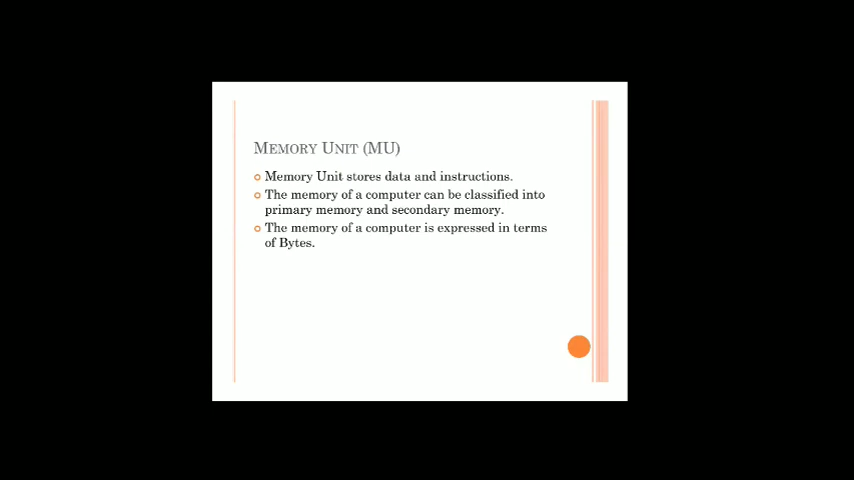 MEMORY UNIT (MU)
Memory Unit stores data and instructions.
The memory of a computer can be classified into
primary memory and secondary memory.
The memory of a computer is expressed in terms
of Bytes.